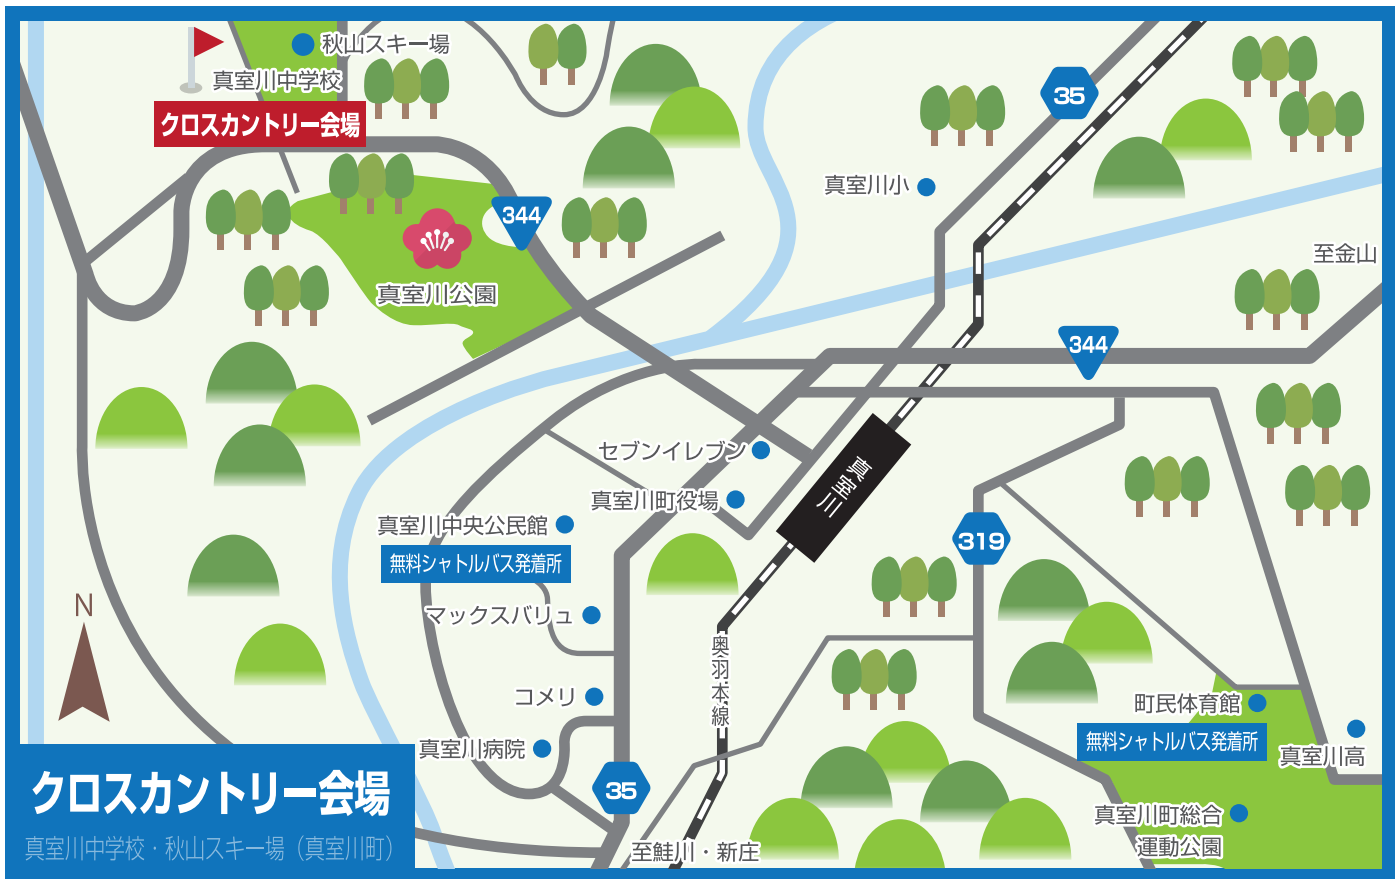 秋山スキー場
真室川中学校
クロスカントリー会場
35
真室川小
344
至金山
真室川公園
344
セブンイレブン
真室川
真室川町役場
真室川中央公民館
無料シャトルバス発着所
319
N
マックスバリュ
奥羽本線
コメリ
町民体育館
無料シャトルバス発着所
真室川病院
真室川高
クロスカントリー会場
35
真室川町総合
運動公園
真室川中学校・秋山スキー場（真室川町）
至鮭川・新庄